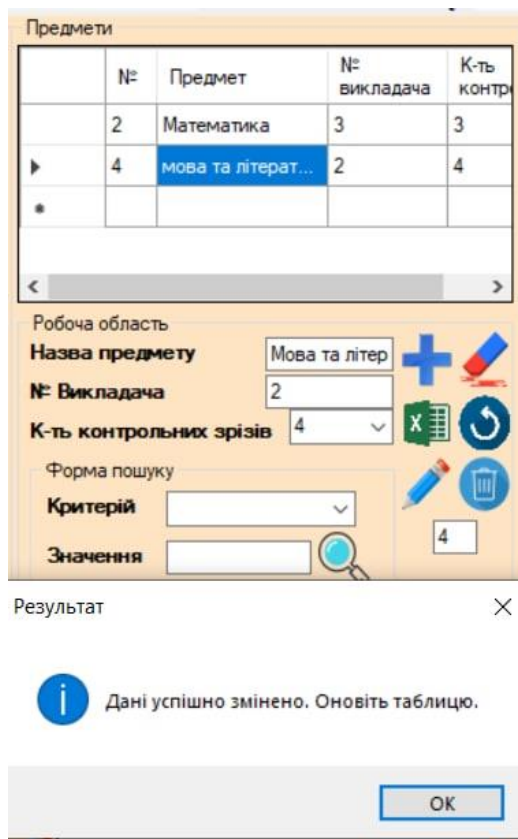 Предмети
№ Предмет № викладача К-ть контр
2 Математика 3 3
4 мова та літерат... 2 4
Робоча область
Назва предмету Мова та літер
№ Викладача 2
К-ть контрольних зрізів 4
Форма пошуку
Критерій
Значення
4
Результат
Дані успішно змінено. Оновіть таблицю.
OK